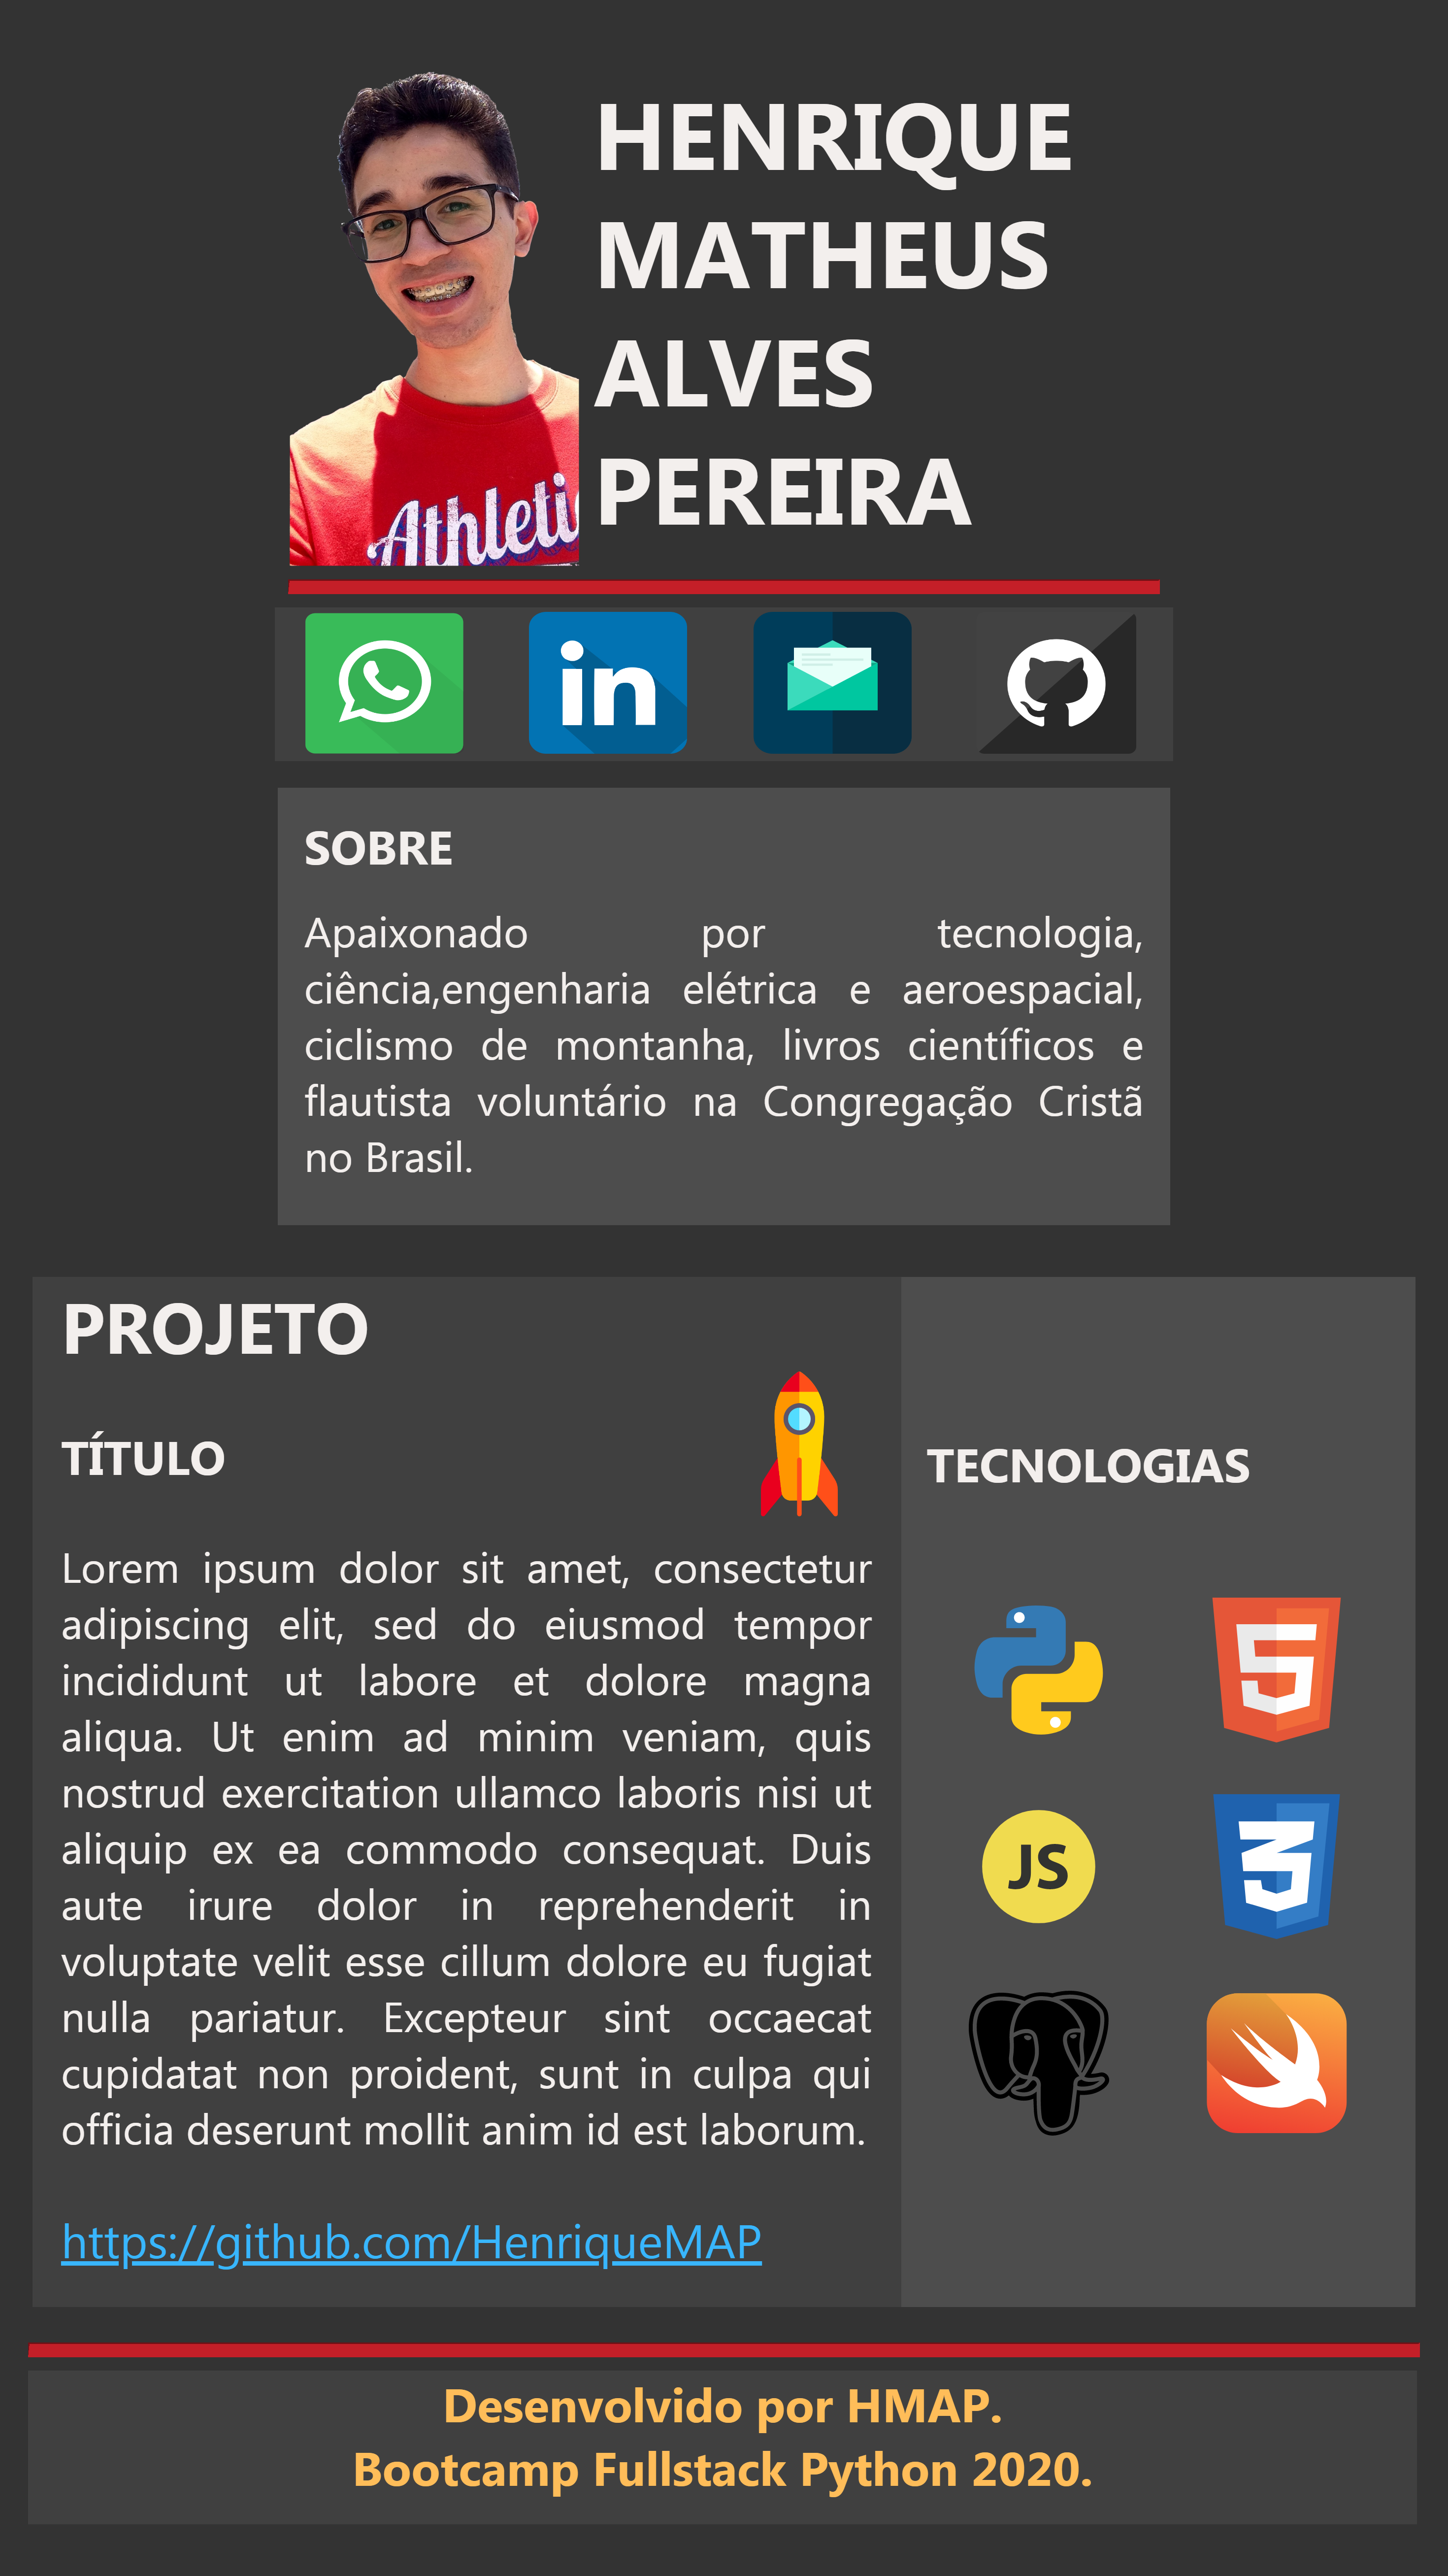 HENRIQUE
MATHEUS
ALVES
PEREIRA
Athleti
in
SOBRE
Apaixonado por tecnologia,
ciência,engenharia elétrica e aeroespacial,
ciclismo de montanha, livros científicos e
flautista voluntário na Congregação Cristã
no Brasil.
PROJETO
TÍTULO
Lorem ipsum dolor sit amet, consectetur
adipiscing elit, sed do eiusmod tempor
incididunt ut labore et dolore magna
aliqua. Ut enim ad minim veniam, quis
nostrud exercitation ullamco laboris nisi ut
aliquip ex ea commodo consequat. Duis
aute irure dolor in reprehenderit in
voluptate velit esse cillum dolore eu fugiat
nulla pariatur. Excepteur sint occaecat
cupidatat non proident, sunt in culpa qui
officia deserunt mollit anim id est laborum.
https://github.com/HenriqueMAP
TECNOLOGIAS
5
JS
3
Desenvolvido por HMAP.
Bootcamp Fullstack Python 2020.